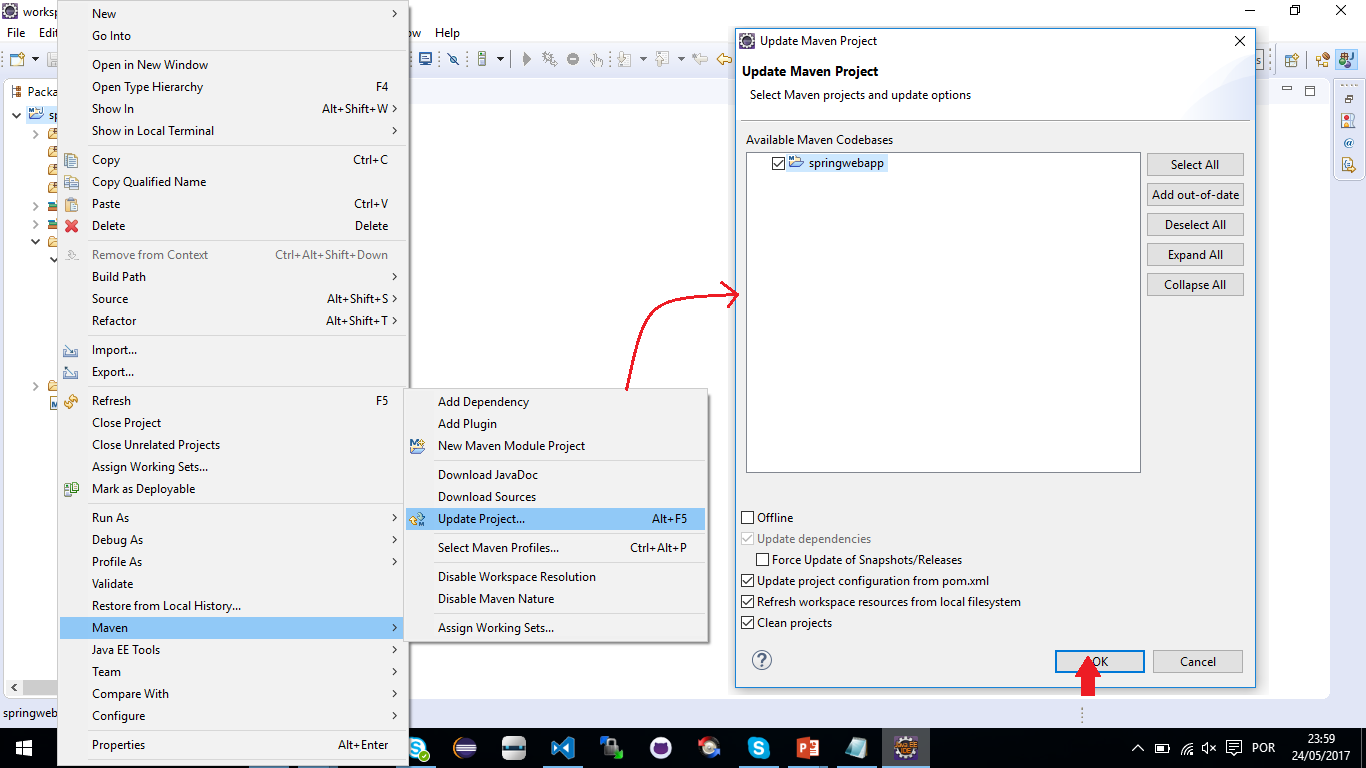 works
File Edi
ow Help
Packa
sp
springweb
New
Go Into
Open in New Window
Open Type Hierarchy F4
Show In Alt+Shift+W
Show in Local Terminal
Copy Ctrl+C
Copy Qualified Name
Paste Ctrl+V
Delete Delete
Remove from Context Ctrl+Alt+Shift+Down
Build Path
Source Alt+Shift+S
Refactor Alt+Shift+T
Import...
Export...
Refresh F5
Close Project
Close Unrelated Projects
Assign Working Sets...
Mark as Deployable
Run As
Debug As
Profile As
Validate
Restore from Local History...
Maven
Java EE Tools
Team
Compare With
Configure
Properties Alt+Enter
Add Dependency
Add Plugin
New Maven Module Project
Download JavaDoc
Download Sources
Update Project... Alt+F5
Select Maven Profiles... Ctrl+Alt+P
Disable Workspace Resolution
Disable Maven Nature
Assign Working Sets...
Update Maven Project
Update Maven Project
Select Maven projects and update options
Available Maven Codebases
springwebapp
Select All
Add out-of-date
Deselect All
Expand All
Collapse All
Offline
Update dependencies
Force Update of Snapshots/Releases
Update project configuration from pom.xml
Refresh workspace resources from local filesystem
Clean projects
OK Cancel
POR
23:59
24/05/2017